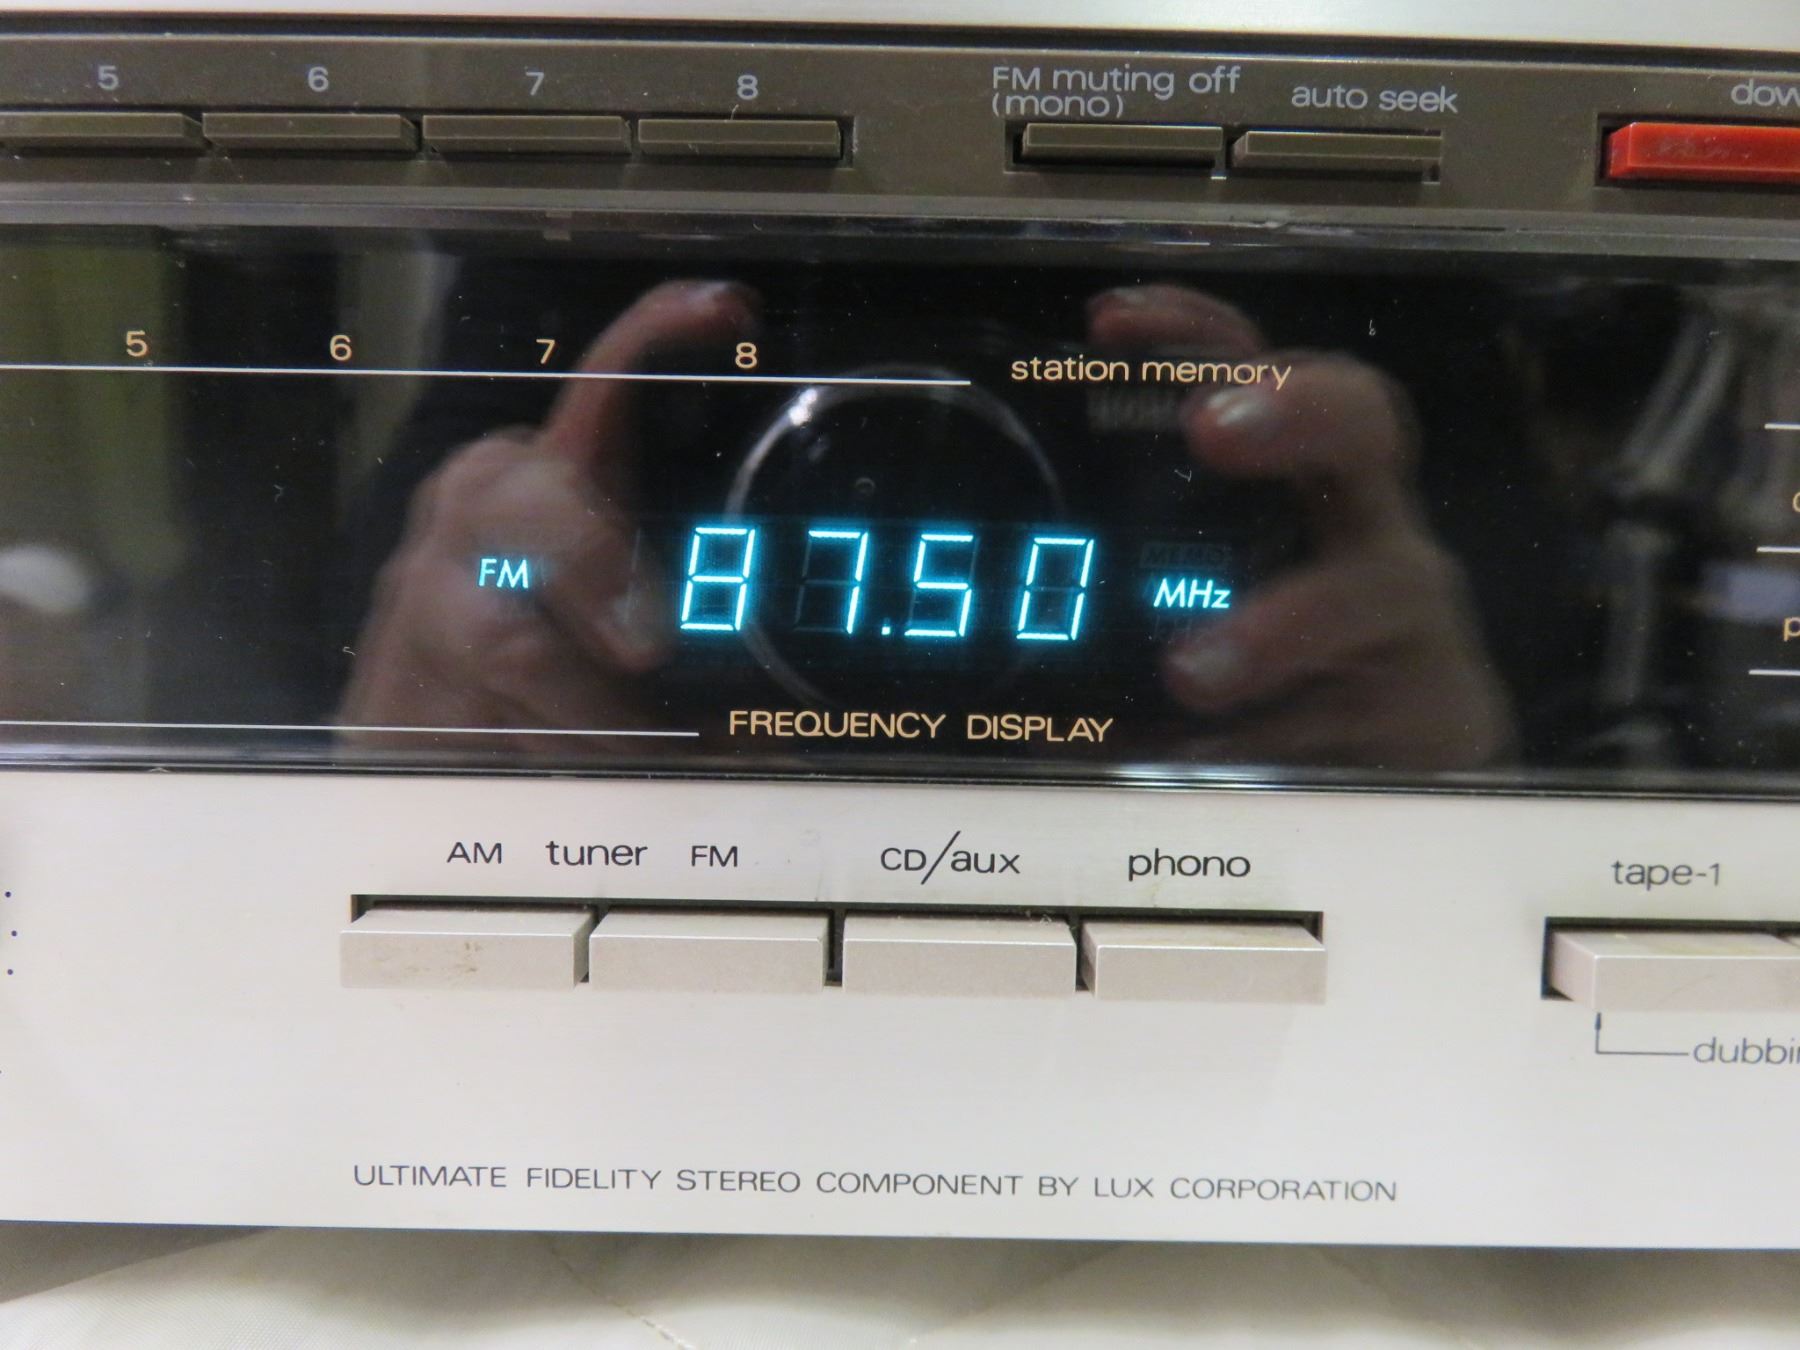 5 6 7 8 FM muting off auto seek
(mono)
5 6 7 8 station memory
FM 87.50 MHz
FREQUENCY DISPLAY
AM tuner FM CD/aux phono tape-1
ULTIMATE FIDELITY STEREO COMPONENT BY LUX CORPORATION